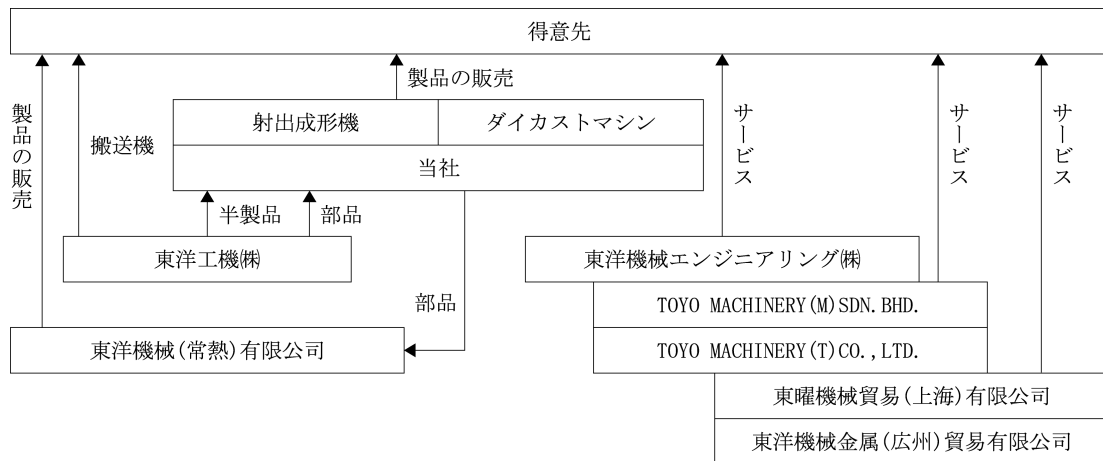 得意先
製品の販売
搬送機
製品の販売
射出成形機
ダイカストマシン
当社
サービス
サービス
サービス
半製品
部品
東洋工機㈱
東洋機械エンジニアリング㈱
TOYO MACHINERY(M)SDN.BHD.
部品
東洋機械(常熱)有限公司
TOYO MACHINERY(T)CO.,LTD.
東曜機械貿易(上海)有限公司
東洋機械金属(広州)貿易有限公司